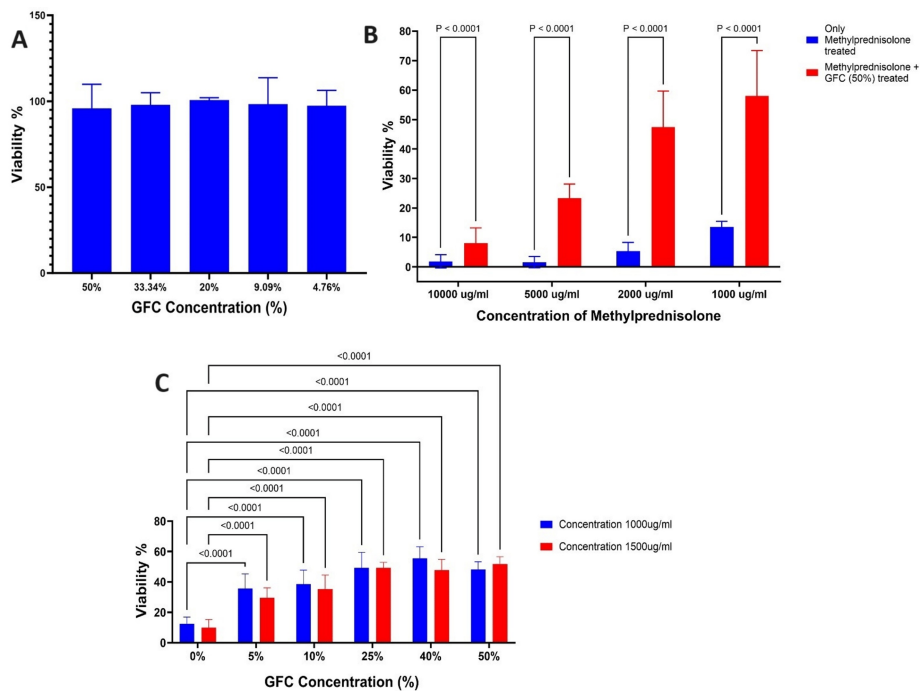 A
150
100
50
0
Viability %
50%
33.34%
20%
9.09%
4.76%
GFC Concentration (%)
B
P < 0.0001
P < 0.0001
P < 0.0001
P < 0.0001
80
70
60
50
40
30
20
10
0
Viability %
10000 ug/ml
5000 ug/ml
2000 ug/ml
1000 ug/ml
Concentration of Methylprednisolone
Only
Methylprednisolone
treated
Methylprednisolone +
GFC (50%) treated
C
<0.0001
<0.0001
<0.0001
<0.0001
<0.0001
<0.0001
<0.0001
<0.0001
<0.0001
<0.0001
80
60
40
20
0
Viability %
0%
5%
10%
25%
40%
50%
GFC Concentration (%)
Concentration 1000ug/ml
Concentration 1500ug/ml